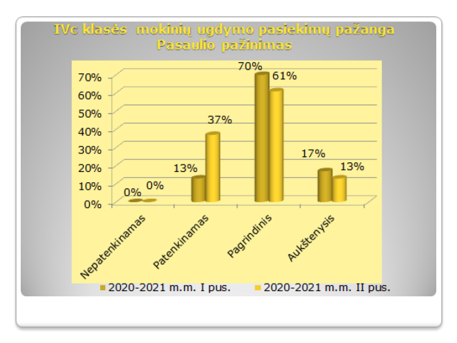 IVc klasės mokinių ugdymo pasiekimų pažanga
Pasaulio pažinimas
70%
60%
50%
40%
30%
20%
10%
0%
0%
0%
13%
37%
70%
61%
17%
13%
Nepatenkinamas
Patenkinamas
Pagrindinis
Aukštenysis
2020-2021 m.m. I pus.
2020-2021 m.m. II pus.